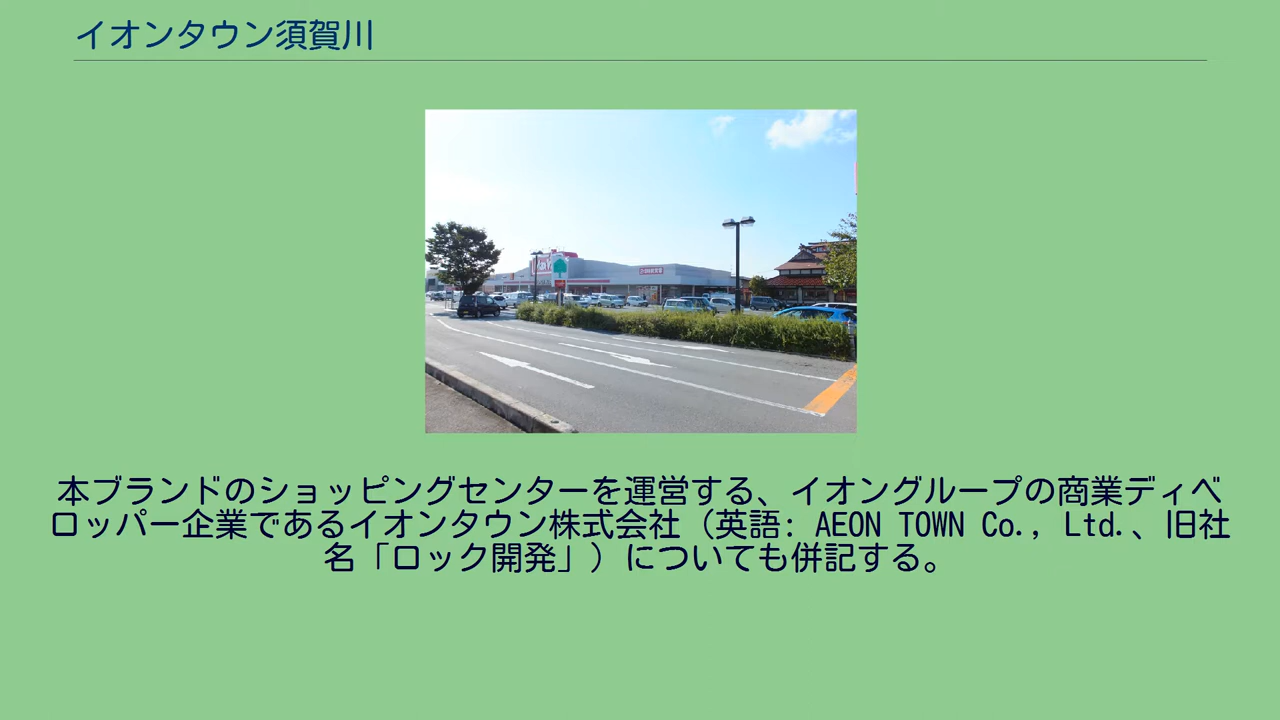 イオンタウン須賀川
本ブランドのショッピングセンターを運営する、イオングループの商業ディベ
ロッパー企業であるイオンタウン株式会社（英語: AEON TOWN Co., Ltd.、旧社
名「ロック開発」）についても併記する。